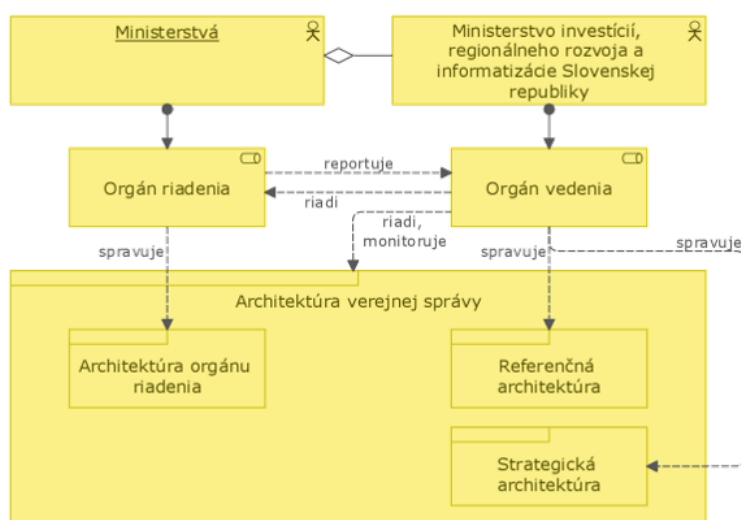 Ministerstvá
Ministerstvo investícií,
regionálneho rozvoja a
informatizácie Slovenskej
republiky
Orgán riadenia
reportuje
riadi
Orgán vedenia
riadi,
monitoruje
spravuje
spravuje
spravuje
Architektúra verejnej správy
Architektúra orgánu
riadenia
Referenčná
architektúra
Strategická
architektúra